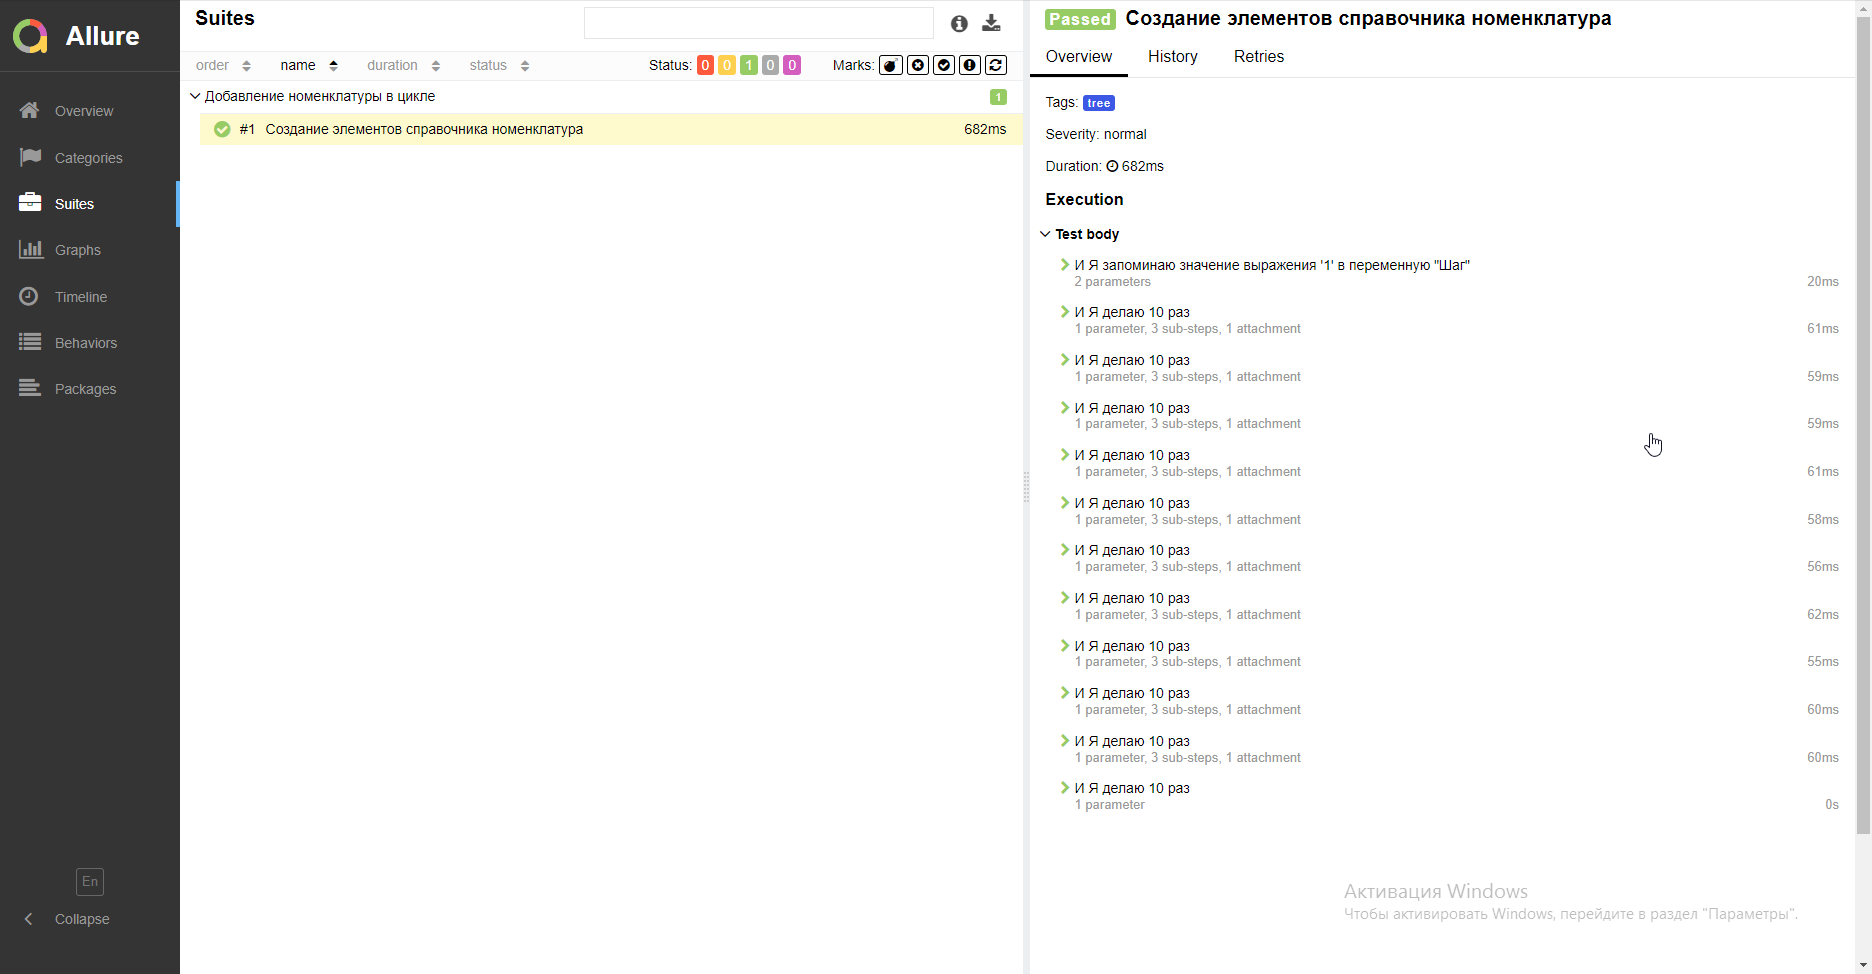 Allure
Overview
Categories
Suites
Graphs
Timeline
Behaviors
Packages
En
Collapse
Suites
order name duration status Status: 0 0 1 0 0 Marks:
Добавление номенклатуры в цикле 1
#1 Создание элементов справочника номенклатура 682ms
Passed Создание элементов справочника номенклатура
Overview History Retries
Tags: tree
Severity: normal
Duration: 682ms
Execution
Test body
И Я запоминаю значение выражения '1' в переменную "Шаг"
2 parameters 20ms
И Я делаю 10 раз
1 parameter, 3 sub-steps, 1 attachment 61ms
И Я делаю 10 раз
1 parameter, 3 sub-steps, 1 attachment 59ms
И Я делаю 10 раз
1 parameter, 3 sub-steps, 1 attachment 59ms
И Я делаю 10 раз
1 parameter, 3 sub-steps, 1 attachment 61ms
И Я делаю 10 раз
1 parameter, 3 sub-steps, 1 attachment 58ms
И Я делаю 10 раз
1 parameter, 3 sub-steps, 1 attachment 56ms
И Я делаю 10 раз
1 parameter, 3 sub-steps, 1 attachment 62ms
И Я делаю 10 раз
1 parameter, 3 sub-steps, 1 attachment 55ms
И Я делаю 10 раз
1 parameter, 3 sub-steps, 1 attachment 60ms
И Я делаю 10 раз
1 parameter, 3 sub-steps, 1 attachment 60ms
И Я делаю 10 раз
1 parameter 0s
Активация Windows
Чтобы активировать Windows, перейдите в раздел "Параметры".